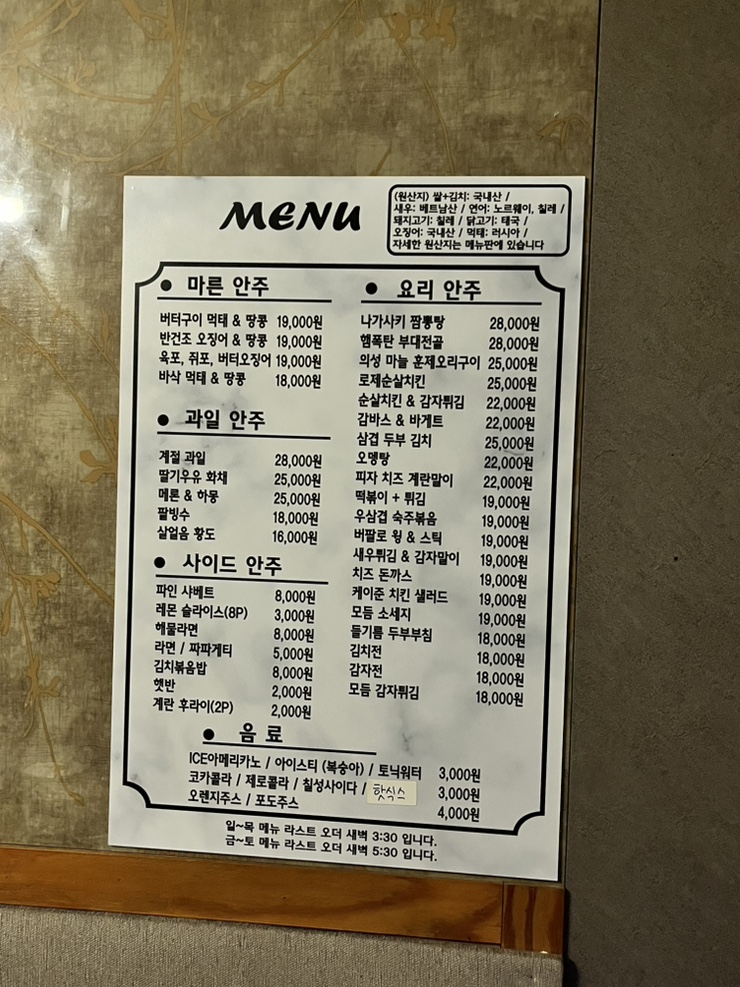 MENU
(원산지) 쌀+김치: 국내산 /
새우: 베트남산 / 연어: 노르웨이, 칠레 /
돼지고기: 칠레 / 닭고기: 태국 /
오징어: 국내산 / 먹태: 러시아 /
자세한 원산지는 메뉴판에 있습니다
● 마른 안주
버터구이 먹태 & 땅콩 19,000원
반건조 오징어 & 땅콩 19,000원
육포, 쥐포, 버터오징어 19,000원
바삭 먹태 & 땅콩 18,000원
● 과일 안주
계절 과일 28,000원
딸기우유 화채 25,000원
메론 & 하몽 25,000원
팥빙수 18,000원
살얼음 황도 16,000원
● 사이드 안주
파인 샤베트 8,000원
레몬 슬라이스(8P) 3,000원
해물라면 8,000원
라면 / 짜파게티 5,000원
김치볶음밥 8,000원
햇반 2,000원
계란 후라이(2P) 2,000원
● 요리 안주
나가사키 짬뽕탕 28,000원
햄폭탄 부대전골 28,000원
의성 마늘 훈제오리구이 25,000원
로제순살치킨 25,000원
순살치킨 & 감자튀김 22,000원
감바스 & 바게트 22,000원
삼겹 두부 김치 25,000원
오뎅탕 22,000원
피자 치즈 계란말이 22,000원
떡볶이 + 튀김 19,000원
우삼겹 숙주볶음 19,000원
버팔로 윙 & 스틱 19,000원
새우튀김 & 감자말이 19,000원
치즈 돈까스 19,000원
케이준 치킨 샐러드 19,000원
모듬 소세지 19,000원
들기름 두부부침 18,000원
김치전 18,000원
감자전 18,000원
모듬 감자튀김 18,000원
● 음 료
ICE아메리카노 / 아이스티 (복숭아) / 토닉워터 3,000원
코카콜라 / 제로콜라 / 칠성사이다 / 핫식스 3,000원
오렌지주스 / 포도주스 4,000원
일~목 메뉴 라스트 오더 새벽 3:30 입니다.
금~토 메뉴 라스트 오더 새벽 5:30 입니다.